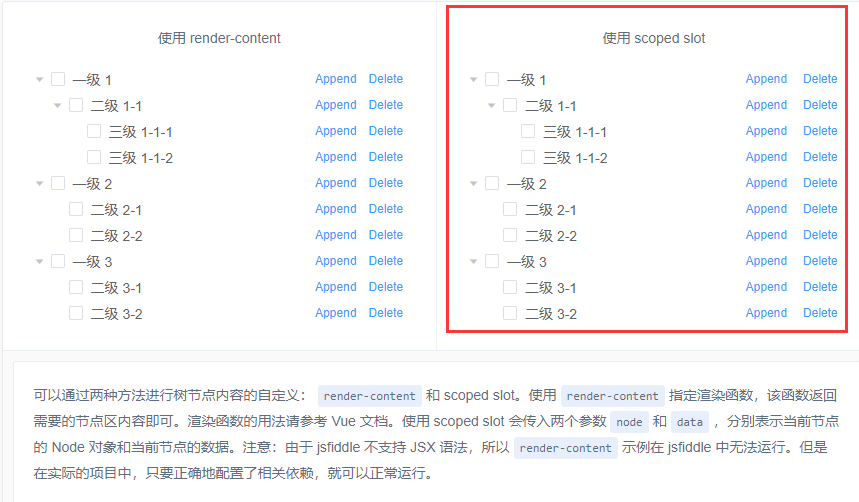 使用 render-content
一级 1 Append Delete
二级 1-1 Append Delete
三级 1-1-1 Append Delete
三级 1-1-2 Append Delete
一级 2 Append Delete
二级 2-1 Append Delete
二级 2-2 Append Delete
一级 3 Append Delete
二级 3-1 Append Delete
二级 3-2 Append Delete
使用 scoped slot
一级 1 Append Delete
二级 1-1 Append Delete
三级 1-1-1 Append Delete
三级 1-1-2 Append Delete
一级 2 Append Delete
二级 2-1 Append Delete
二级 2-2 Append Delete
一级 3 Append Delete
二级 3-1 Append Delete
二级 3-2 Append Delete
可以通过两种方法进行树节点内容的自定义： render-content 和 scoped slot。使用 render-content 指定渲染函数，该函数返回
需要的节点区内容即可。渲染函数的用法请参考 Vue 文档。使用 scoped slot 会传入两个参数 node 和 data ，分别表示当前节点
的 Node 对象和当前节点的数据。注意：由于 jsfiddle 不支持 JSX 语法，所以 render-content 示例在 jsfiddle 中无法运行。但是
在实际的项目中，只要正确地配置了相关依赖，就可以正常运行。